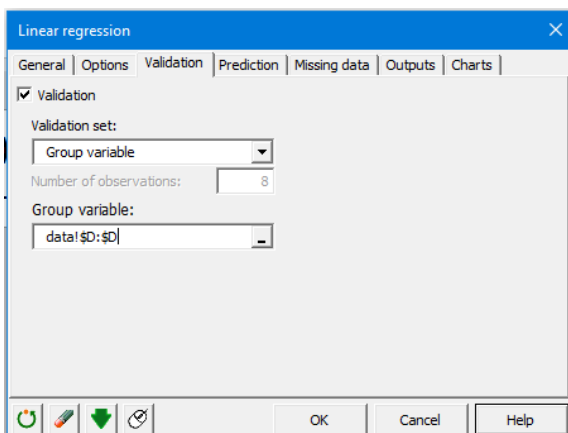 Linear regression
General Options Validation Prediction Missing data Outputs Charts
Validation
Validation set:
Group variable
Number of observations: 8
Group variable:
data!$D:$D
OK Cancel Help